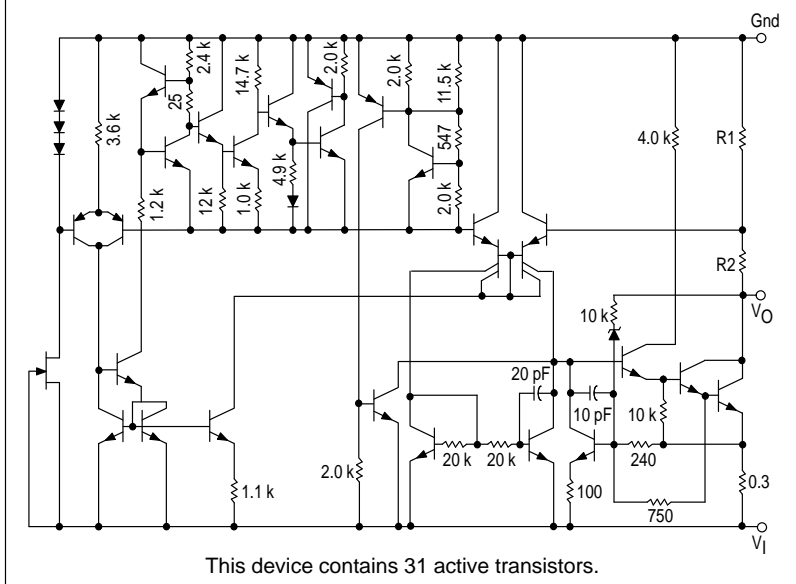 Gnd
2.4 k
14.7 k
2.0 k
2.0 k
11.5 k
25
3.6 k
4.0 k
R1
547
4.9 k
1.2 k
12 k
1.0 k
2.0 k
R2
VO
10 k
20 pF
10 pF
10 k
20 k
20 k
240
2.0 k
1.1 k
100
750
0.3
VI
This device contains 31 active transistors.